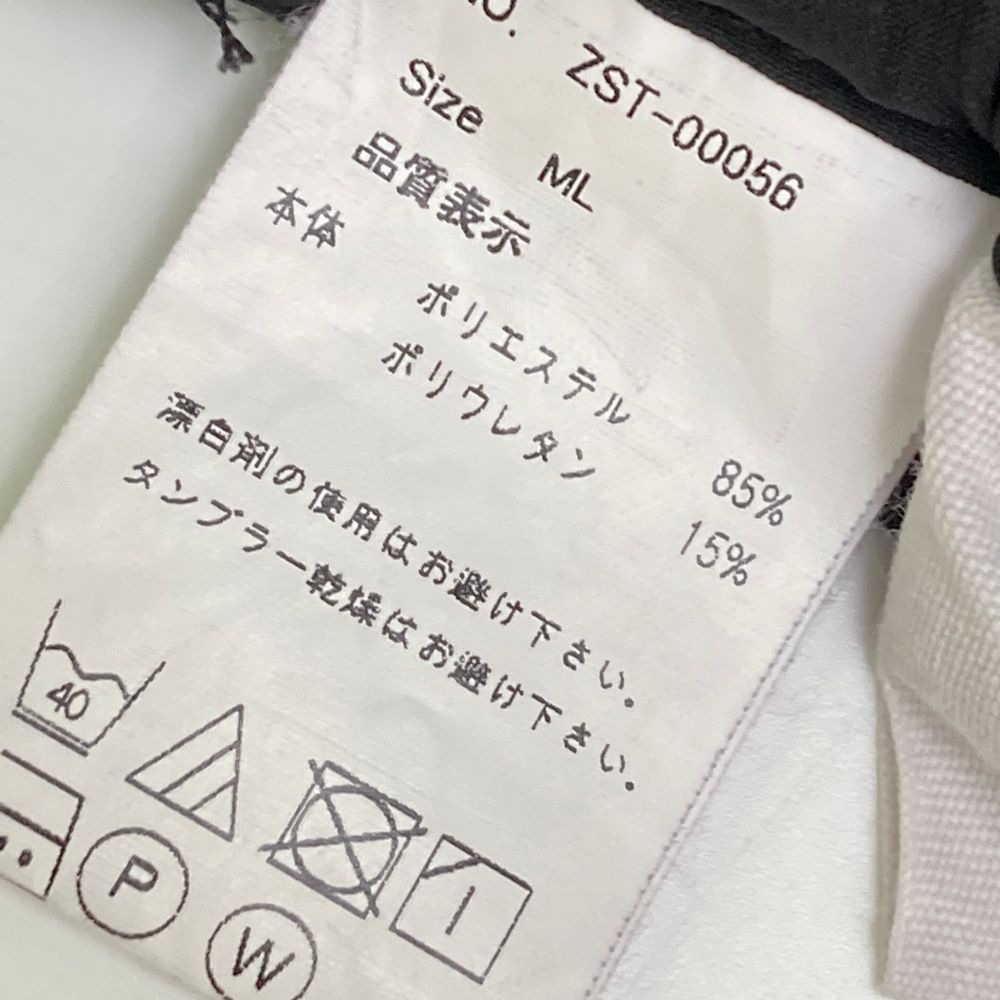 NO. ZST-00056
Size ML
品質表示
本体
ポリエステル 85%
ポリウレタン 15%
漂白剤の使用はお避け下さい。
タンブラー乾燥はお避け下さい。
40
P
W